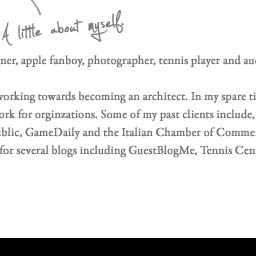 A little about myself
ner, apple fanboy, photographer, tennis player and au
working towards becoming an architect. In my spare ti
ork for orginzations. Some of my past clients include,
ublic, GameDaily and the Italian Chamber of Comme
for several blogs including GuestBlogMe, Tennis Cen